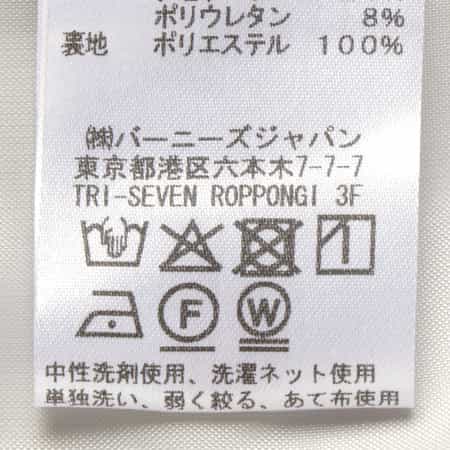 ポリウレタン 8%
裏地 ポリエステル 100%
㈱バーニーズジャパン
東京都港区六本木7-7-7
TRI-SEVEN ROPPONGI 3F
F W
中性洗剤使用、洗濯ネット使用
単独洗い、弱く絞る、あて布使用